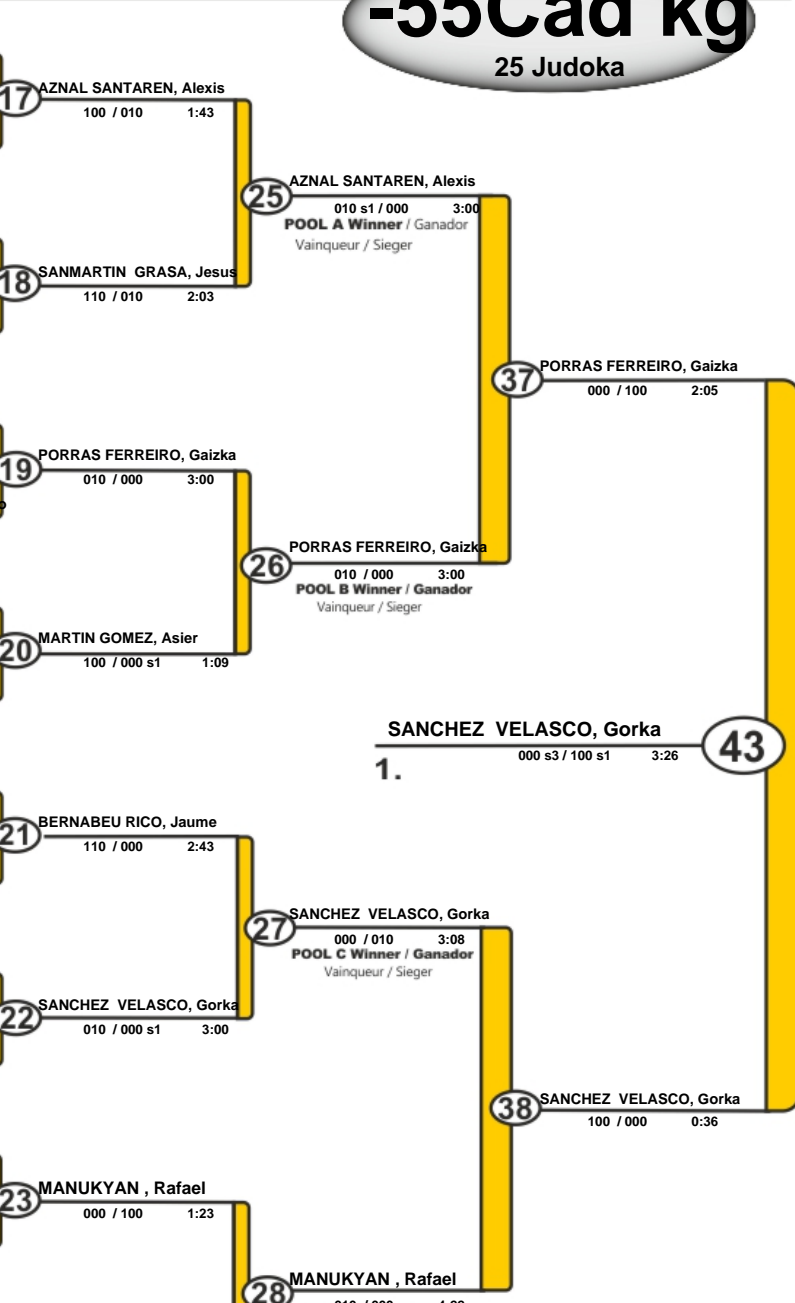 -55Cad kg
25 Judoka
17 AZNAL SANTAREN, Alexis
100 / 010 1:43
25 AZNAL SANTAREN, Alexis
010 s1 / 000 3:00
POOL A Winner / Ganador
Vainqueur / Sieger
18 SANMARTIN GRASA, Jesus
110 / 010 2:03
37 PORRAS FERREIRO, Gaizka
000 / 100 2:05
19 PORRAS FERREIRO, Gaizka
010 / 000 3:00
26 PORRAS FERREIRO, Gaizka
010 / 000 3:00
POOL B Winner / Ganador
Vainqueur / Sieger
20 MARTIN GOMEZ, Asier
100 / 000 s1 1:09
SANCHEZ VELASCO, Gorka 43
000 s3 / 100 s1 3:26
1.
21 BERNABEU RICO, Jaume
110 / 000 2:43
27 SANCHEZ VELASCO, Gorka
000 / 010 3:08
POOL C Winner / Ganador
Vainqueur / Sieger
22 SANCHEZ VELASCO, Gorka
010 / 000 s1 3:00
38 SANCHEZ VELASCO, Gorka
100 / 000 0:36
23 MANUKYAN , Rafael
000 / 100 1:23
28 MANUKYAN , Rafael